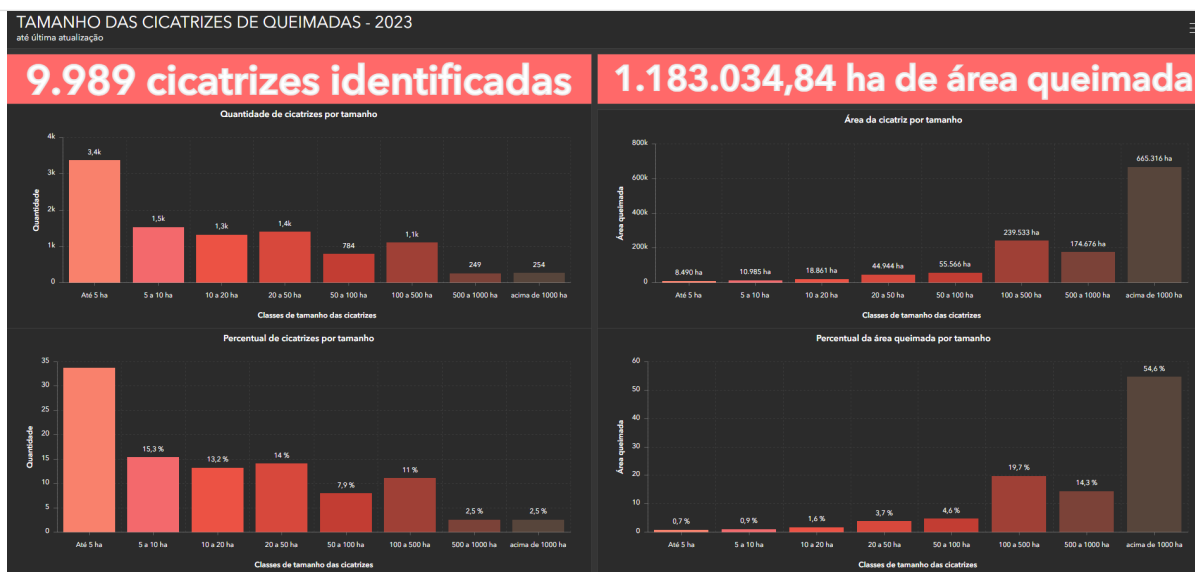 TAMANHO DAS CICATRIZES DE QUEIMADAS - 2023
até última atualização
9.989 cicatrizes identificadas
1.183.034,84 ha de área queimada
Quantidade de cicatrizes por tamanho
Quantidade
4k
3k
2k
1k
0
3,4k
1,5k
1,3k
1,4k
784
1,1k
249
254
Até 5 ha
5 a 10 ha
10 a 20 ha
20 a 50 ha
50 a 100 ha
100 a 500 ha
500 a 1000 ha
acima de 1000 ha
Classes de tamanho das cicatrizes
Área da cicatriz por tamanho
Área queimada
800k
600k
400k
200k
0
8.490 ha
10.985 ha
18.861 ha
44.944 ha
55.566 ha
239.533 ha
174.676 ha
665.316 ha
Até 5 ha
5 a 10 ha
10 a 20 ha
20 a 50 ha
50 a 100 ha
100 a 500 ha
500 a 1000 ha
acima de 1000 ha
Classes de tamanho das cicatrizes
Percentual de cicatrizes por tamanho
Quantidade
35
30
25
20
15
10
5
0
15,3 %
13,2 %
14 %
7,9 %
11 %
2,5 %
2,5 %
Até 5 ha
5 a 10 ha
10 a 20 ha
20 a 50 ha
50 a 100 ha
100 a 500 ha
500 a 1000 ha
acima de 1000 ha
Classes de tamanho das cicatrizes
Percentual da área queimada por tamanho
Área queimada
60
50
40
30
20
10
0
0,7 %
0,9 %
1,6 %
3,7 %
4,6 %
19,7 %
14,3 %
54,6 %
Até 5 ha
5 a 10 ha
10 a 20 ha
20 a 50 ha
50 a 100 ha
100 a 500 ha
500 a 1000 ha
acima de 1000 ha
Classes de tamanho das cicatrizes